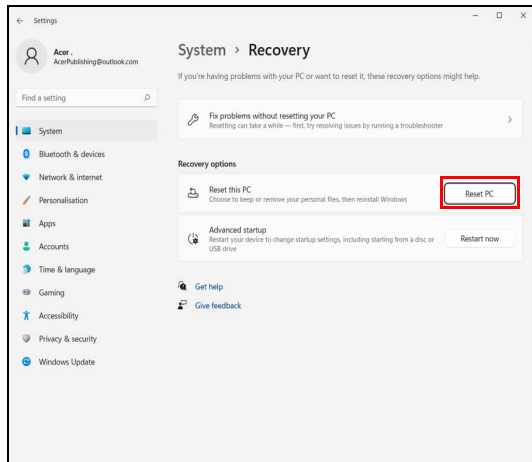 Settings
Acer .
AcerPublishing@outlook.com
Find a setting
System
Bluetooth & devices
Network & internet
Personalisation
Apps
Accounts
Time & language
Gaming
Accessibility
Privacy & security
Windows Update
System > Recovery
If you're having problems with your PC or want to reset it, these recovery options might help.
Fix problems without resetting your PC
Resetting can take a while — first, try resolving issues by running a troubleshooter
Recovery options
Reset this PC
Choose to keep or remove your personal files, then reinstall Windows
Reset PC
Advanced startup
Restart your device to change startup settings, including starting from a disc or
USB drive
Restart now
Get help
Give feedback